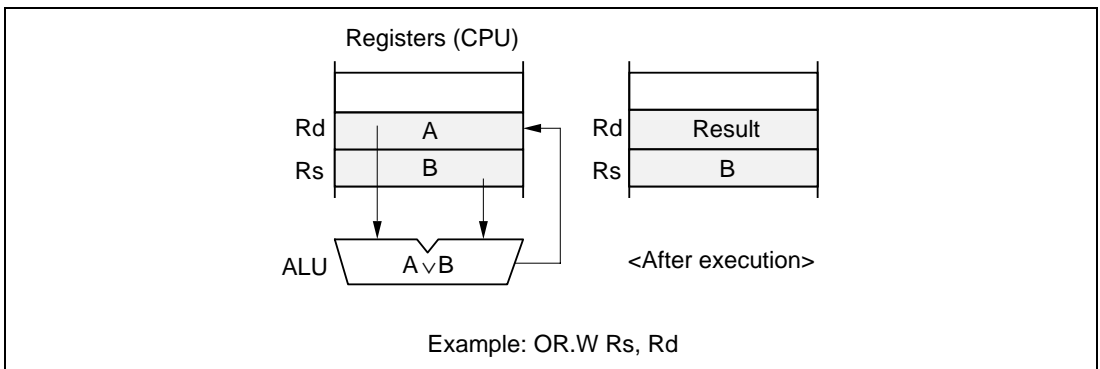 Registers (CPU)
Rd A Rd Result
Rs B Rs B
ALU A∨B <After execution>
Example: OR.W Rs, Rd